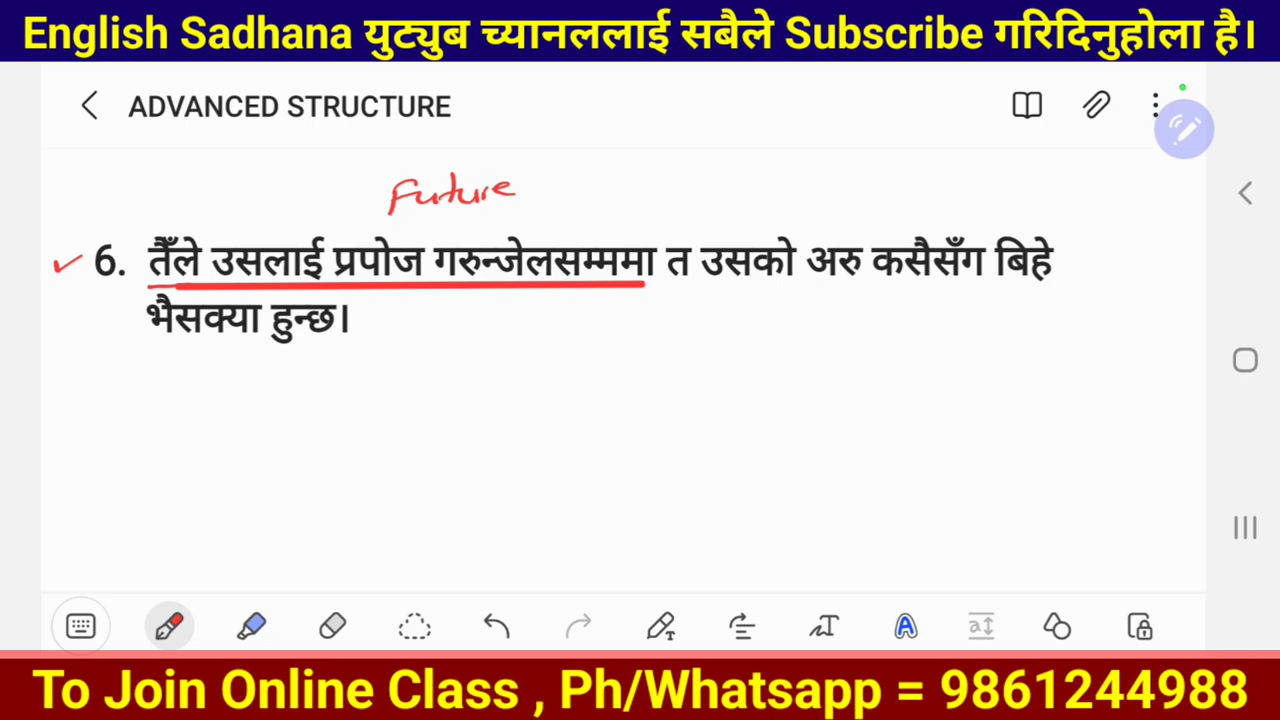 English Sadhana युट्युब च्यानललाई सबैले Subscribe गरिदिनुहोला है।
ADVANCED STRUCTURE
Future
6. तैँले उसलाई प्रपोज गरुन्जेलसम्ममा त उसको अरु कसैसँग बिहे
भैसक्या हुन्छ।
To Join Online Class , Ph/Whatsapp = 9861244988